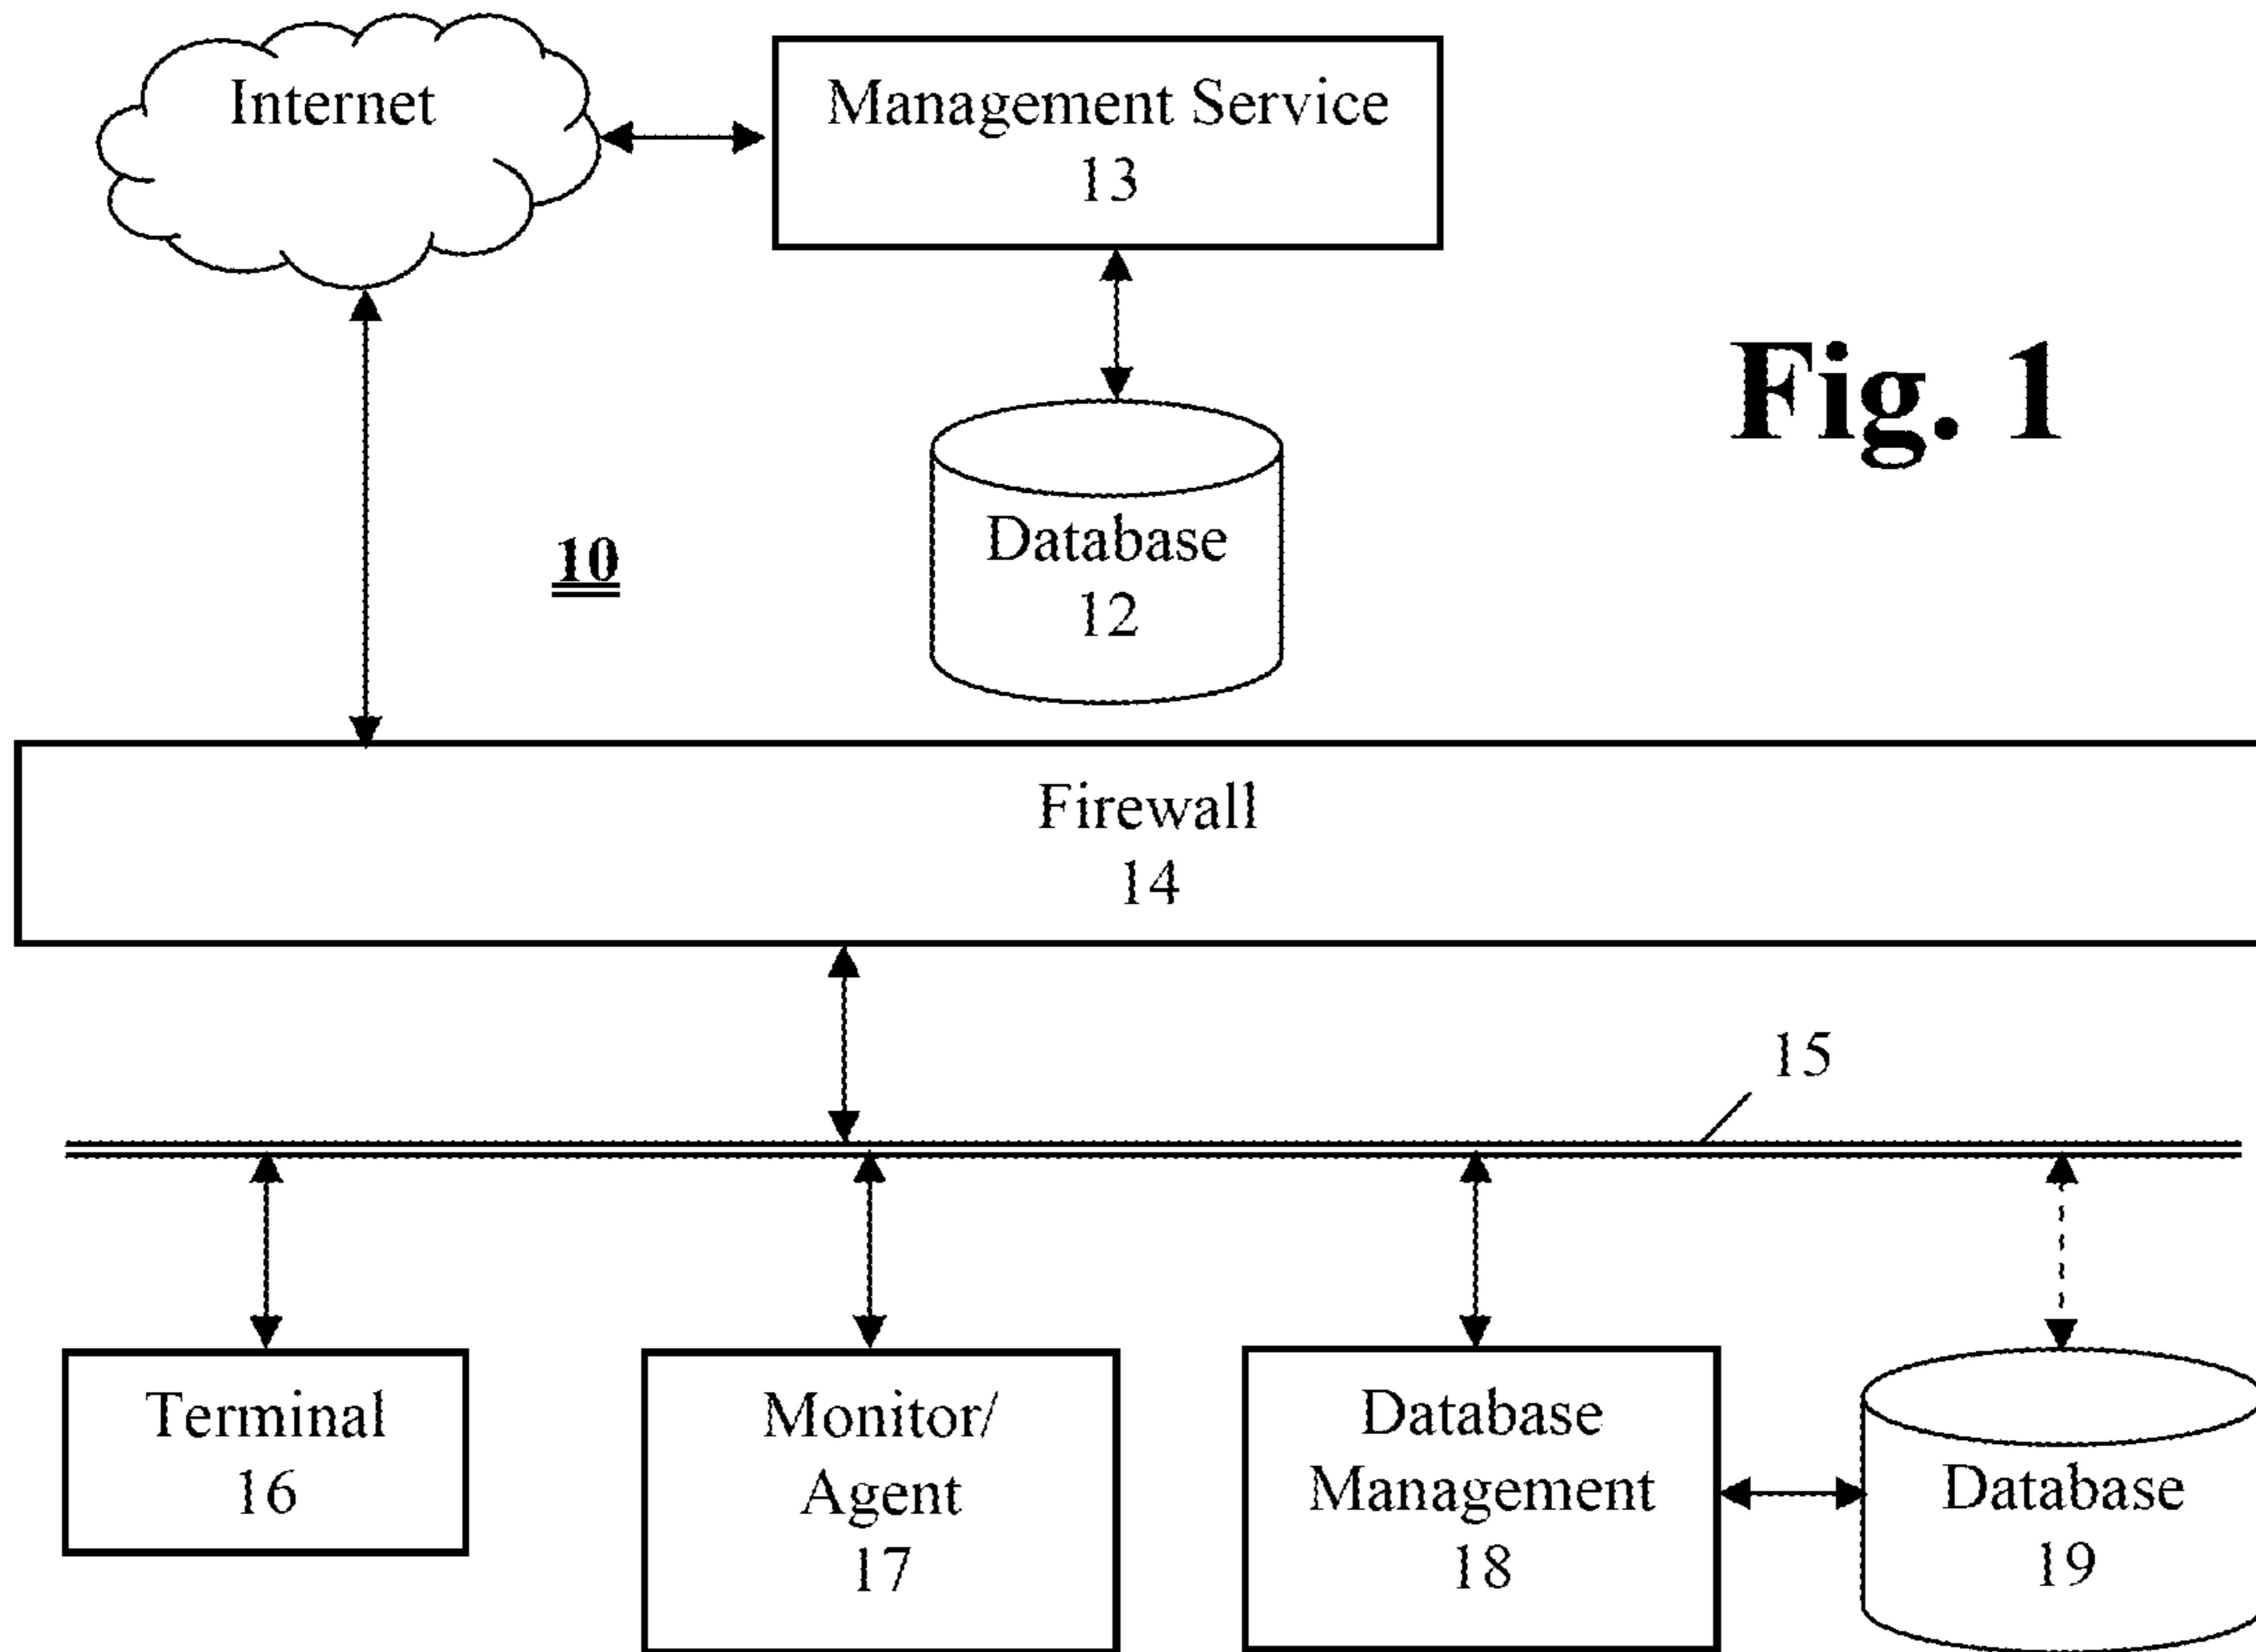 Internet
Management Service
13
Fig. 1
10
Database
12
Firewall
14
15
Terminal
16
Monitor/
Agent
17
Database
Management
18
Database
19